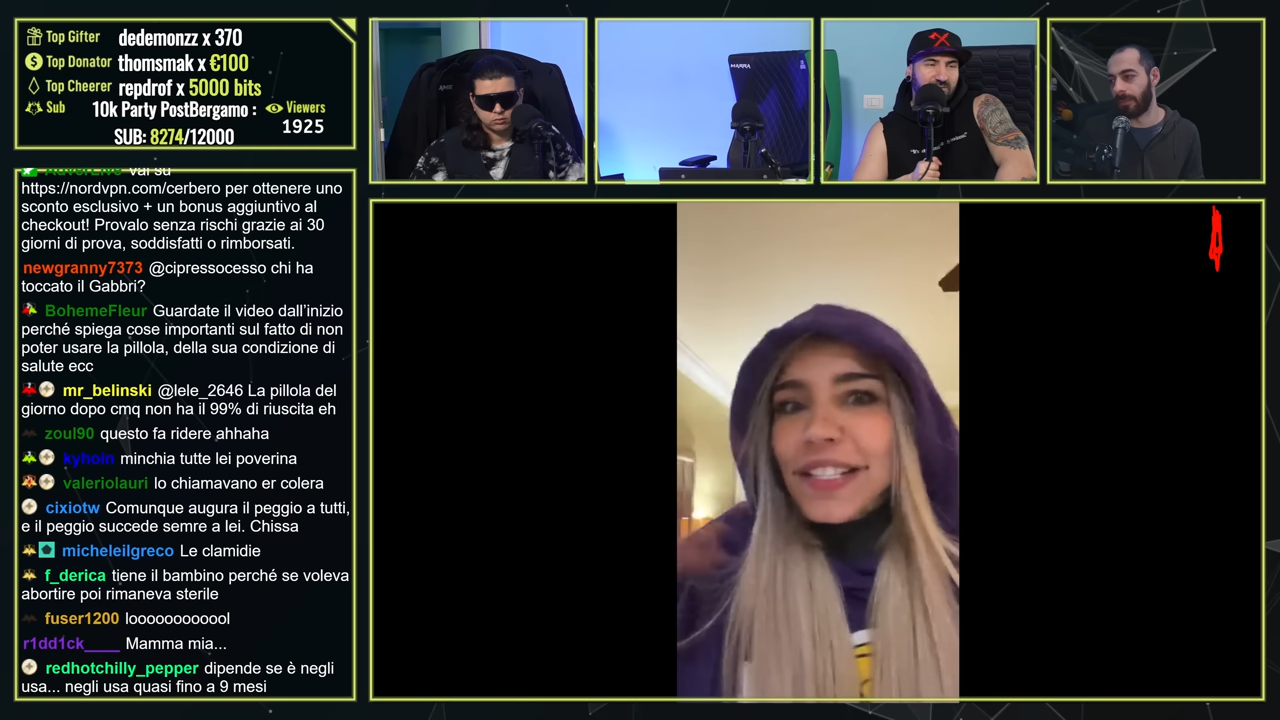 Top Gifter dedemonzz x 370
Top Donator thomsmak x €100
Top Cheerer repdrof x 5000 bits
Sub 10k Party PostBergamo :
SUB: 8274/12000
Viewers
1925
vai su
https://nordvpn.com/cerbero per ottenere uno
sconto esclusivo + un bonus aggiuntivo al
checkout! Provalo senza rischi grazie ai 30
giorni di prova, soddisfatti o rimborsati.
newgranny7373 @cipressocesso chi ha
toccato il Gabbri?
BohemeFleur Guardate il video dall'inizio
perché spiega cose importanti sul fatto di non
poter usare la pillola, della sua condizione di
salute ecc
mr_belinski @lele_2646 La pillola del
giorno dopo cmq non ha il 99% di riuscita eh
zoul90 questo fa ridere ahhaha
kyhoin minchia tutte lei poverina
valeriolauri lo chiamavano er colera
cixiotw Comunque augura il peggio a tutti,
e il peggio succede semre a lei. Chissa
micheleilgreco Le clamidie
f_derica tiene il bambino perché se voleva
abortire poi rimaneva sterile
fuser1200 looooooooool
r1dd1ck____ Mamma mia...
redhotchilly_pepper dipende se è negli
usa... negli usa quasi fino a 9 mesi
MARRA